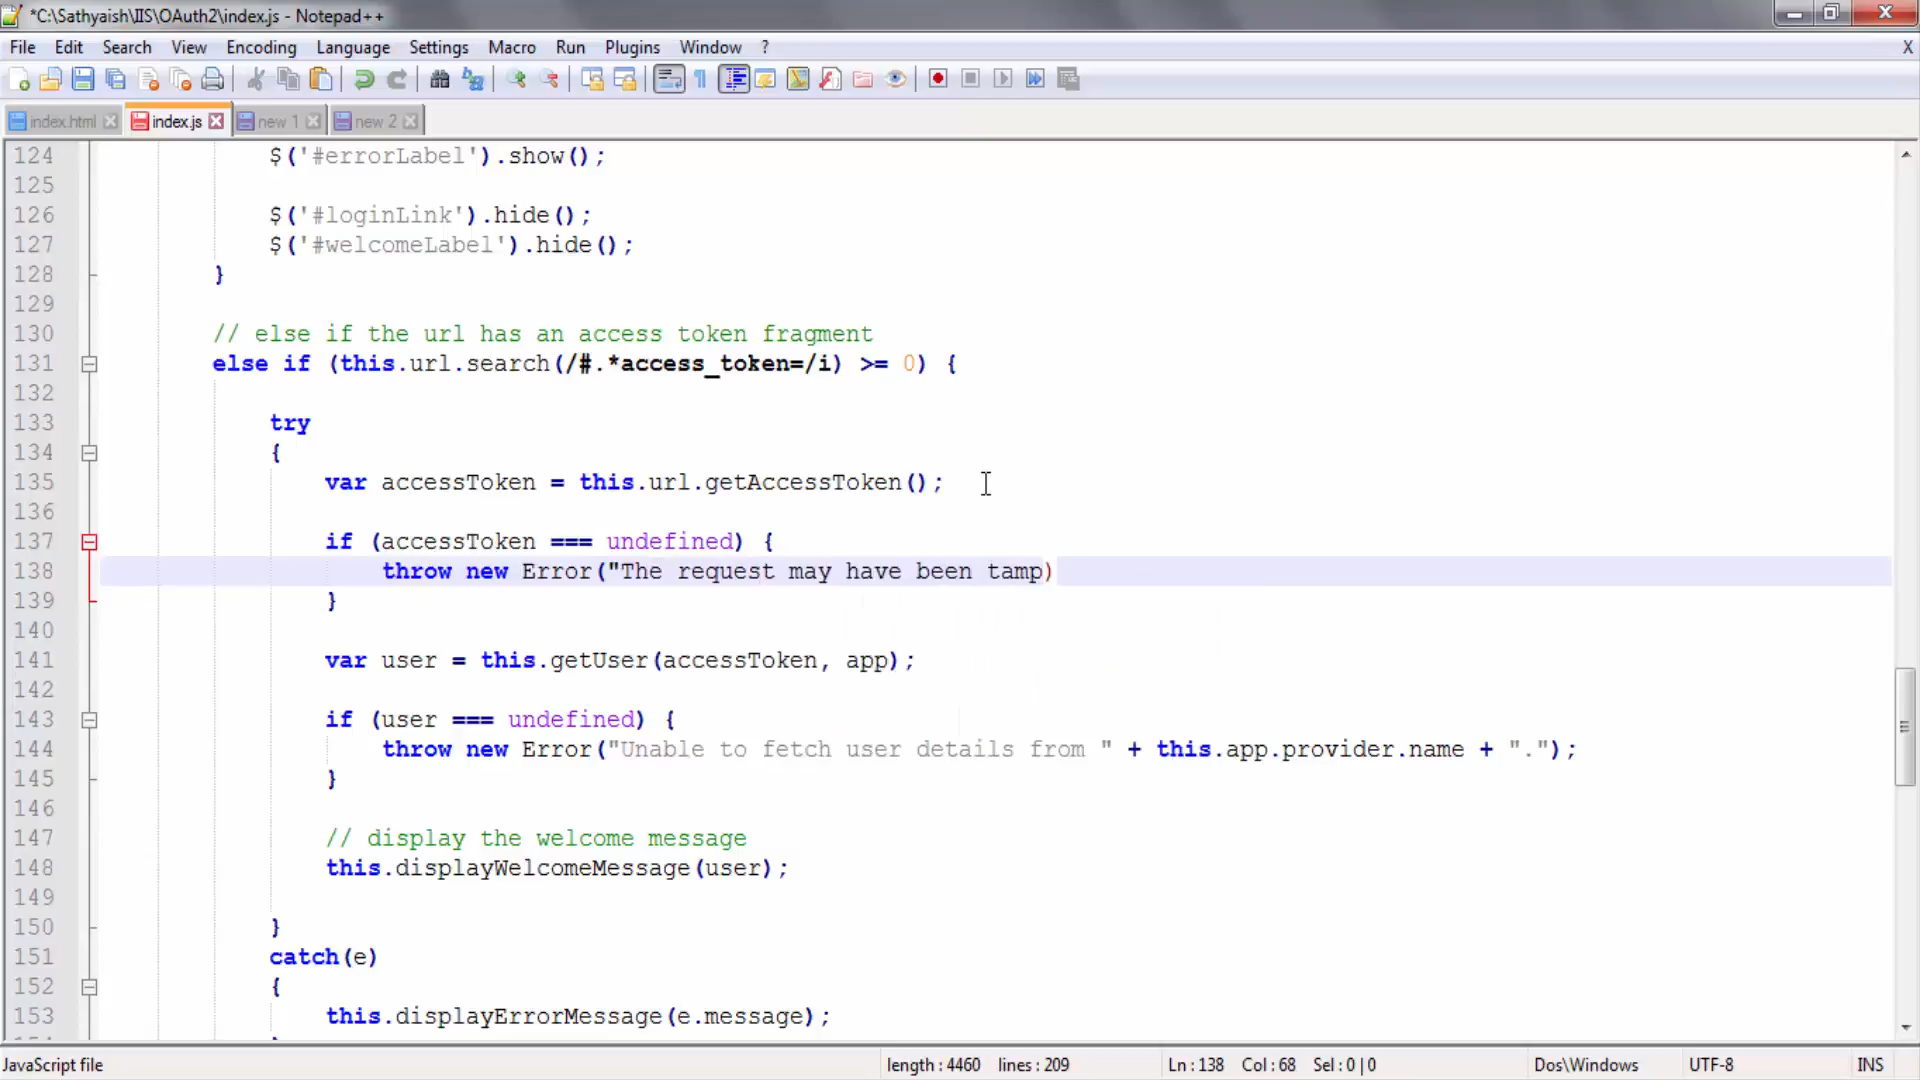 *C:\Sathyaish\IIS\OAuth2\index.js - Notepad++
File Edit Search View Encoding Language Settings Macro Run Plugins Window ? X
index.html index.js new 1 new 2
124 $('#errorLabel').show();
125
126 $('#loginLink').hide();
127 $('#welcomeLabel').hide();
128 }
129
130 // else if the url has an access token fragment
131 else if (this.url.search(/#.*access_token=/i) >= 0) {
132
133 try
134 {
135 var accessToken = this.url.getAccessToken();
136
137 if (accessToken === undefined) {
138 throw new Error("The request may have been tamp)
139 }
140
141 var user = this.getUser(accessToken, app);
142
143 if (user === undefined) {
144 throw new Error("Unable to fetch user details from " + this.app.provider.name + ".");
145 }
146
147 // display the welcome message
148 this.displayWelcomeMessage(user);
149
150 }
151 catch(e)
152 {
153 this.displayErrorMessage(e.message);
JavaScript file length : 4460 lines : 209 Ln : 138 Col : 68 Sel : 0 | 0 Dos\Windows UTF-8 INS